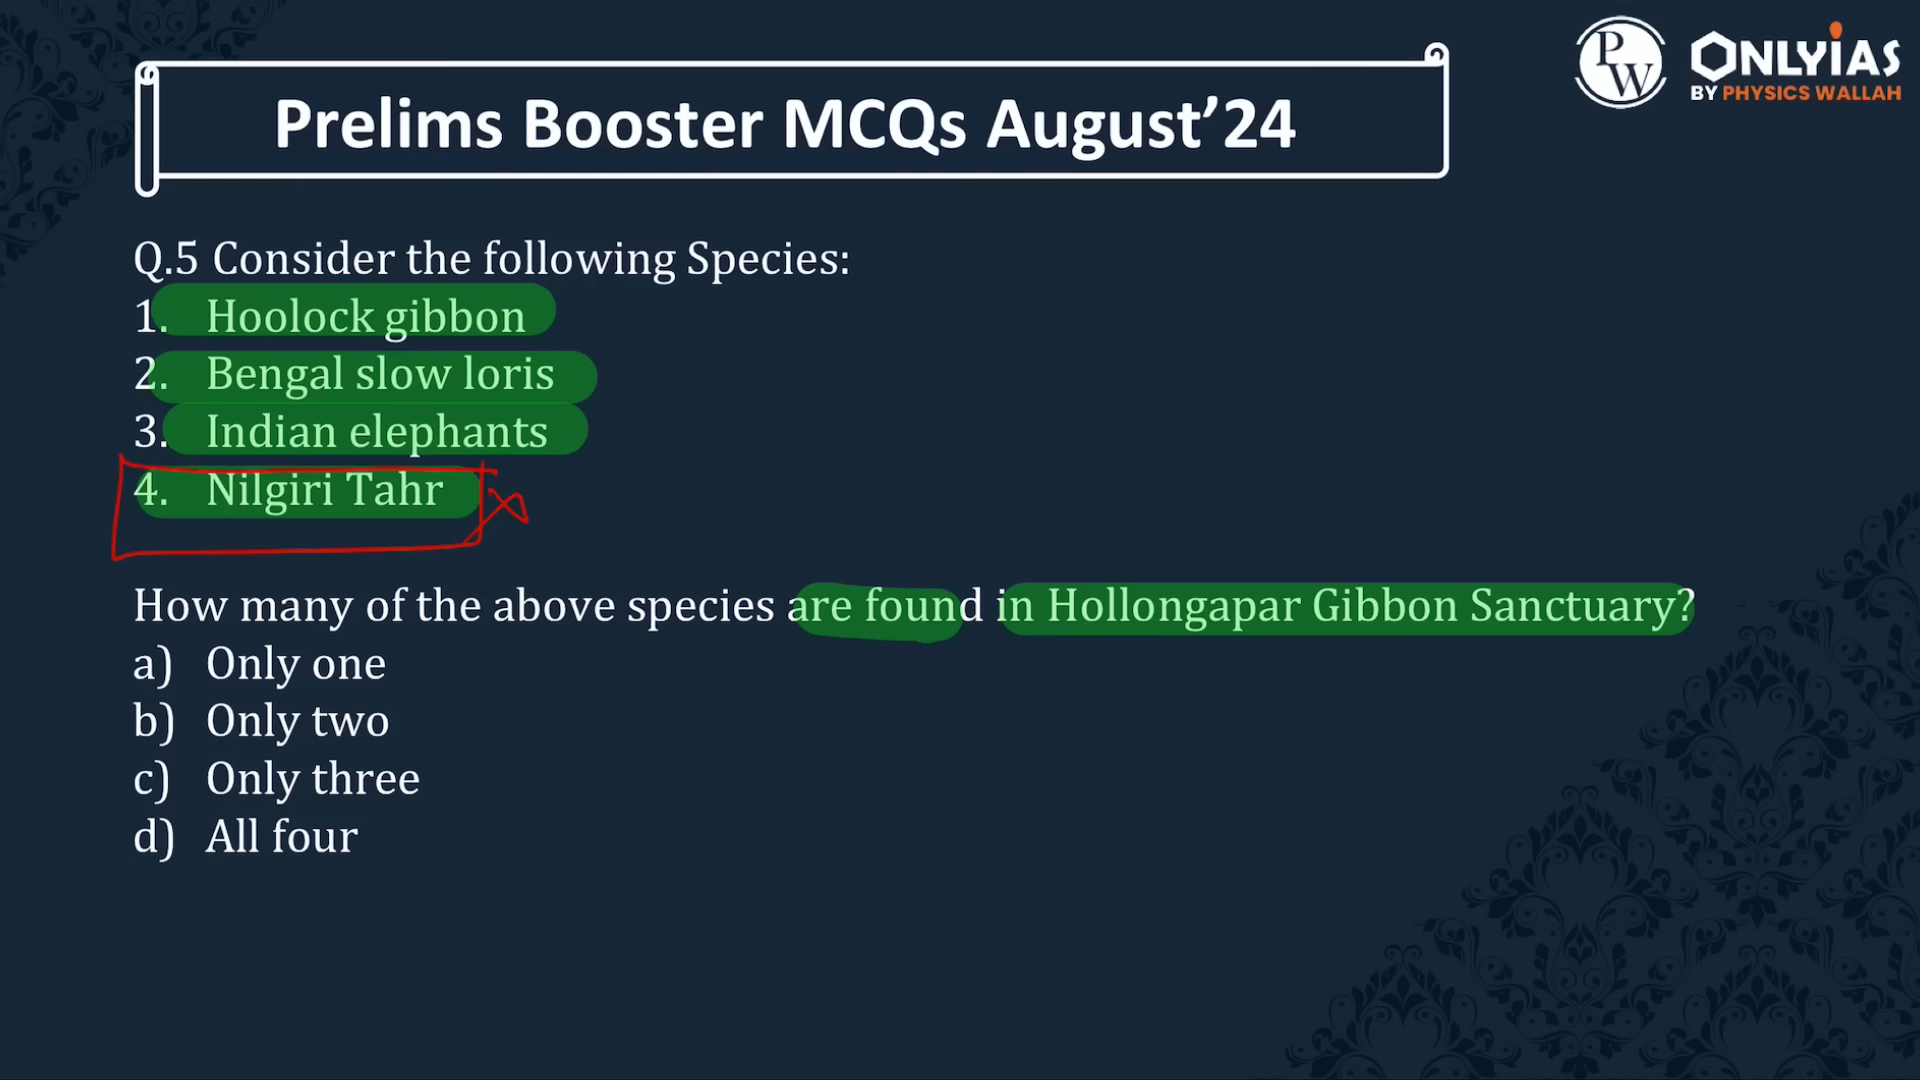 PW
ONLYiAS
BY PHYSICS WALLAH
Prelims Booster MCQs August’24
Q.5 Consider the following Species:
1. Hoolock gibbon
2. Bengal slow loris
3. Indian elephants
4. Nilgiri Tahr
How many of the above species are found in Hollongapar Gibbon Sanctuary?
a) Only one
b) Only two
c) Only three
d) All four